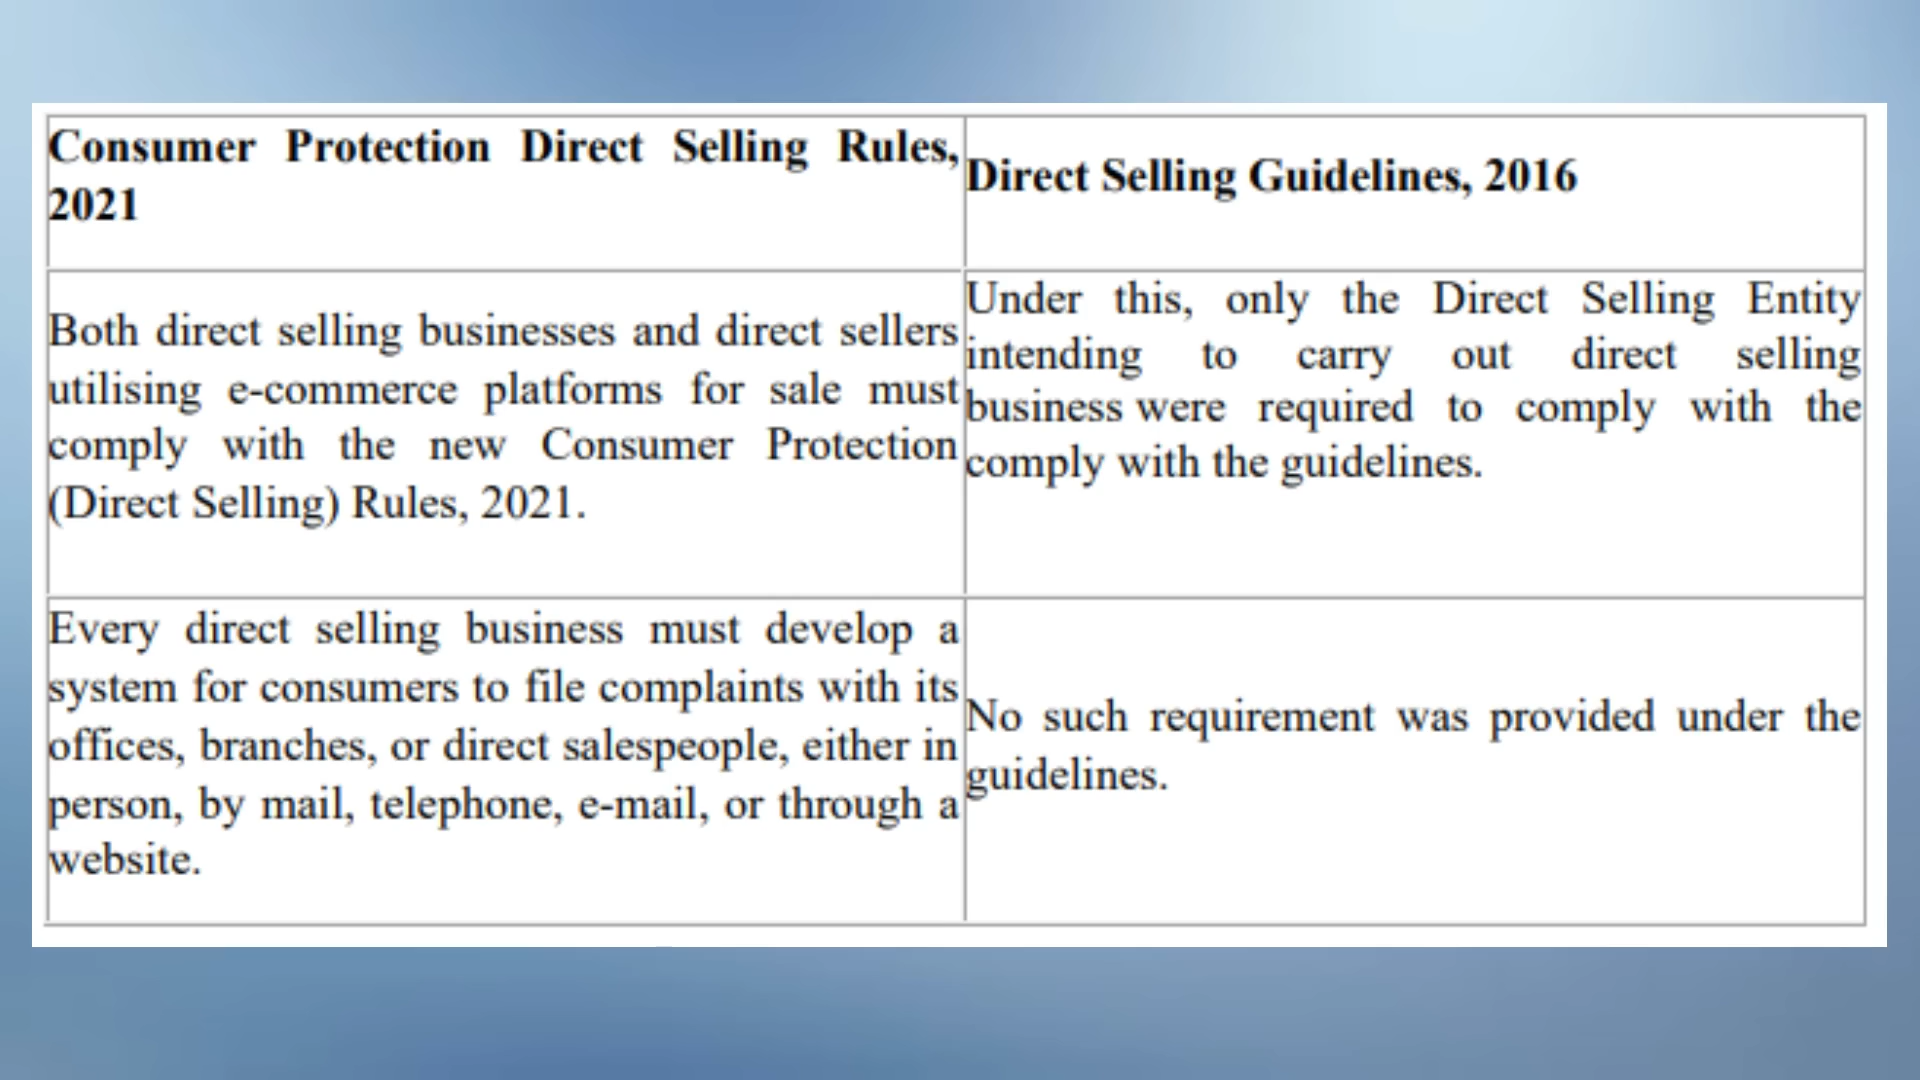 Consumer Protection Direct Selling Rules,
2021
Direct Selling Guidelines, 2016
Both direct selling businesses and direct sellers
utilising e-commerce platforms for sale must
comply with the new Consumer Protection
(Direct Selling) Rules, 2021.
Under this, only the Direct Selling Entity
intending to carry out direct selling
business were required to comply with the
comply with the guidelines.
Every direct selling business must develop a
system for consumers to file complaints with its
offices, branches, or direct salespeople, either in
person, by mail, telephone, e-mail, or through a
website.
No such requirement was provided under the
guidelines.